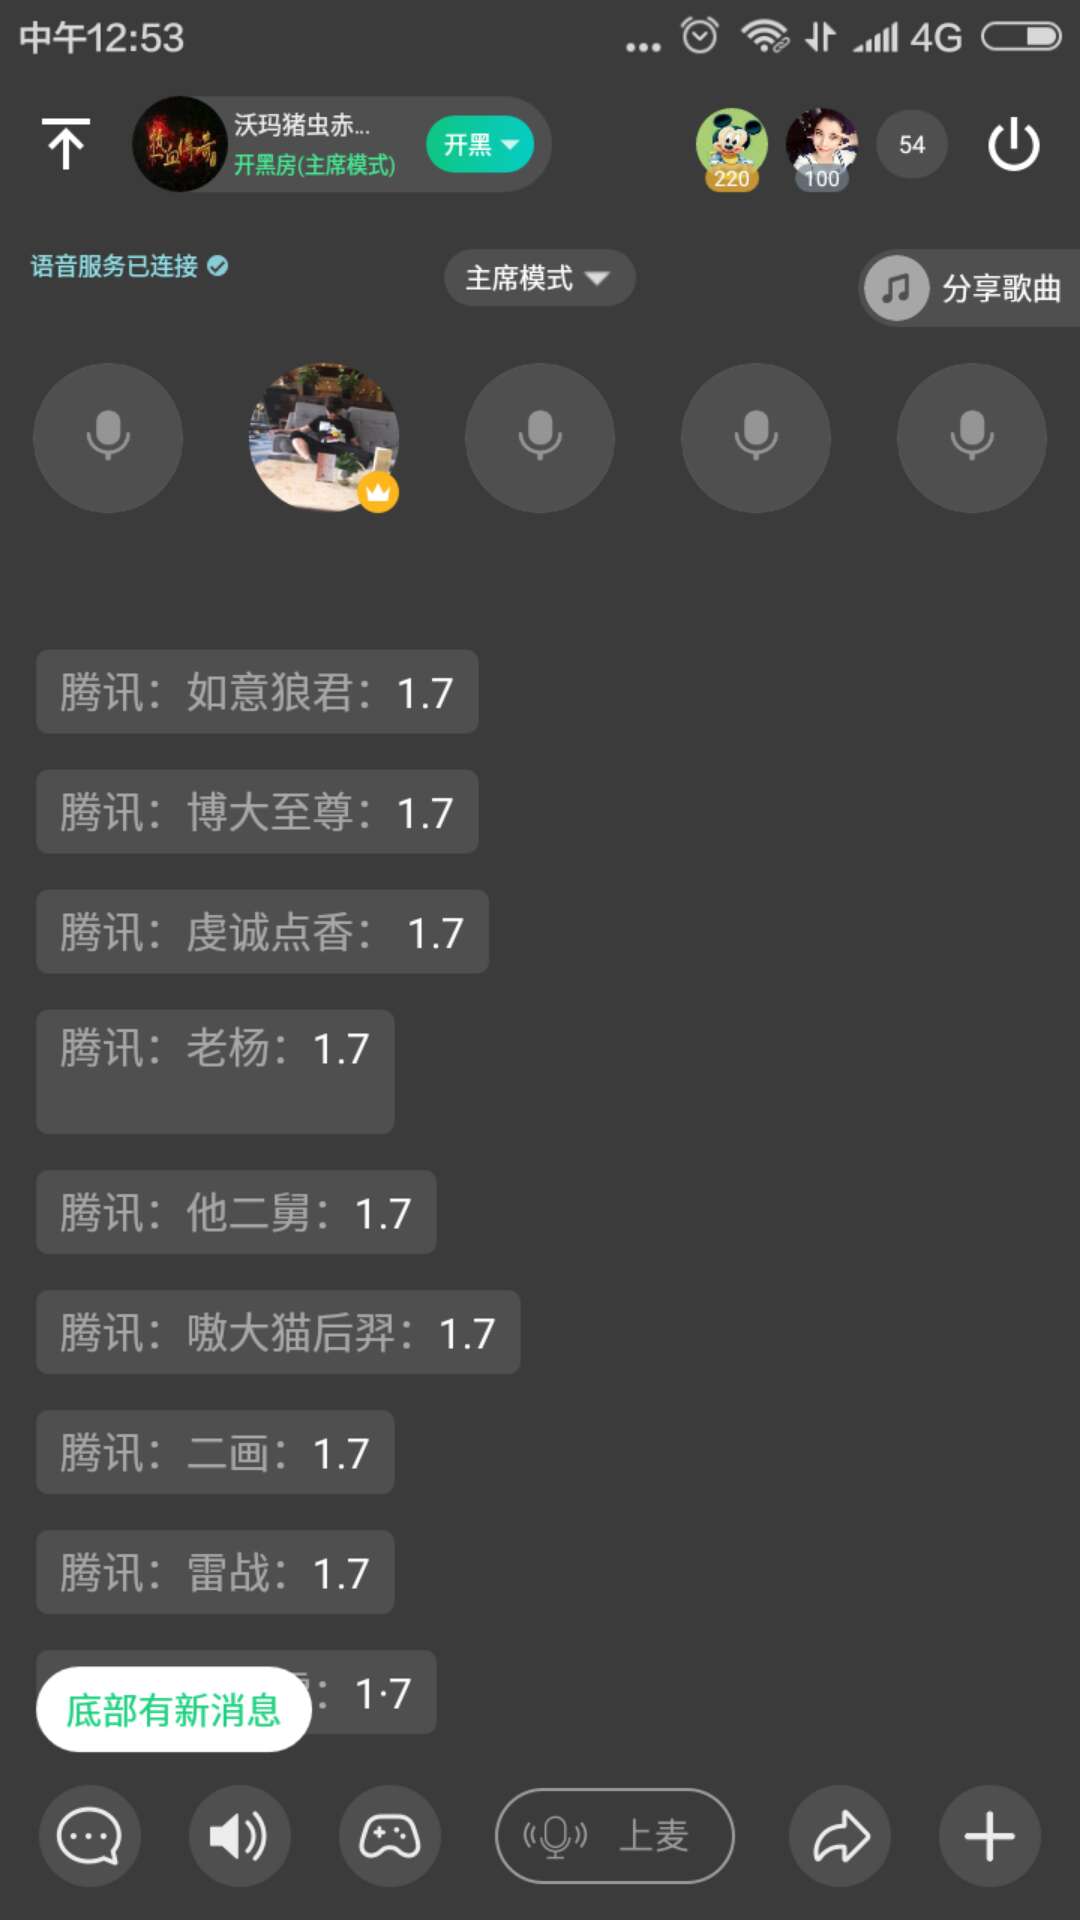 中午12:53
4G
热血传奇
沃玛猪虫赤...
开黑房(主席模式)
开黑
220
100
54
语音服务已连接
主席模式
分享歌曲
腾讯：如意狼君：1.7
腾讯：博大至尊：1.7
腾讯：虔诚点香： 1.7
腾讯：老杨：1.7
腾讯：他二舅：1.7
腾讯：嗷大猫后羿：1.7
腾讯：二画：1.7
腾讯：雷战：1.7
：1·7
底部有新消息
上麦